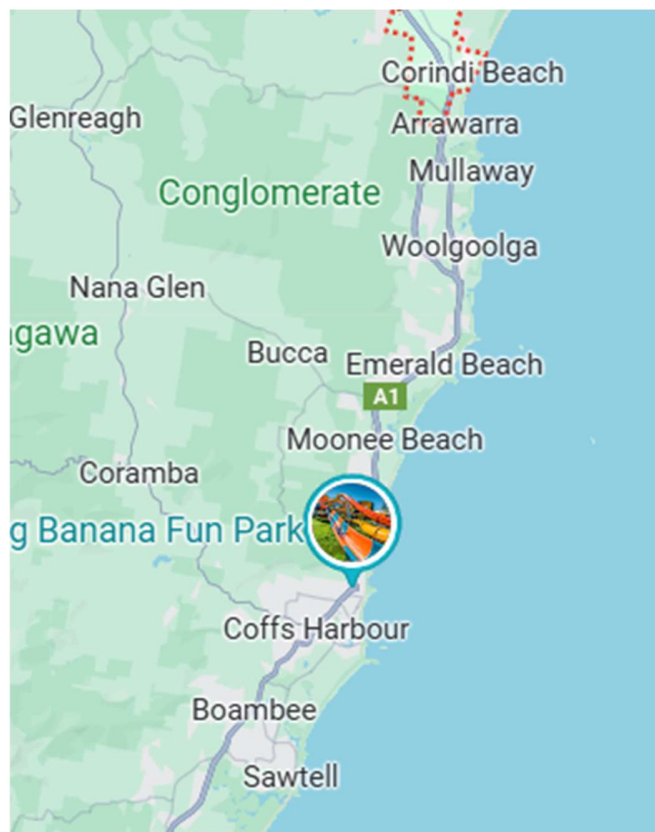 Corindi Beach
Glenreagh
Arrawarra
Mullaway
Conglomerate
Woolgoolga
Nana Glen
agawa
Bucca
Emerald Beach
A1
Moonee Beach
Coramba
g Banana Fun Park
Coffs Harbour
Boambee
Sawtell